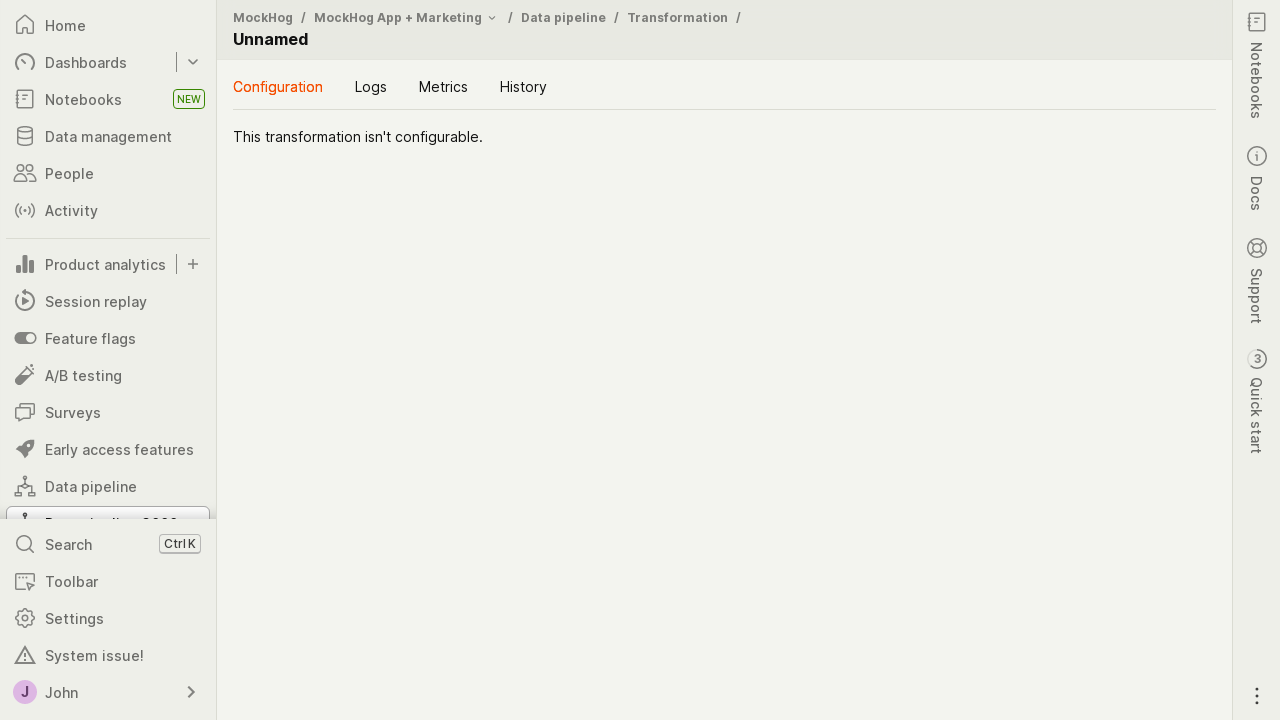 Home
Dashboards
Notebooks NEW
Data management
People
Activity
Product analytics
Session replay
Feature flags
A/B testing
Surveys
Early access features
Data pipeline
Search Ctrl K
Toolbar
Settings
System issue!
J John
MockHog / MockHog App + Marketing / Data pipeline / Transformation /
Unnamed
Configuration Logs Metrics History
This transformation isn't configurable.
Notebooks
Docs
Support
3 Quick start